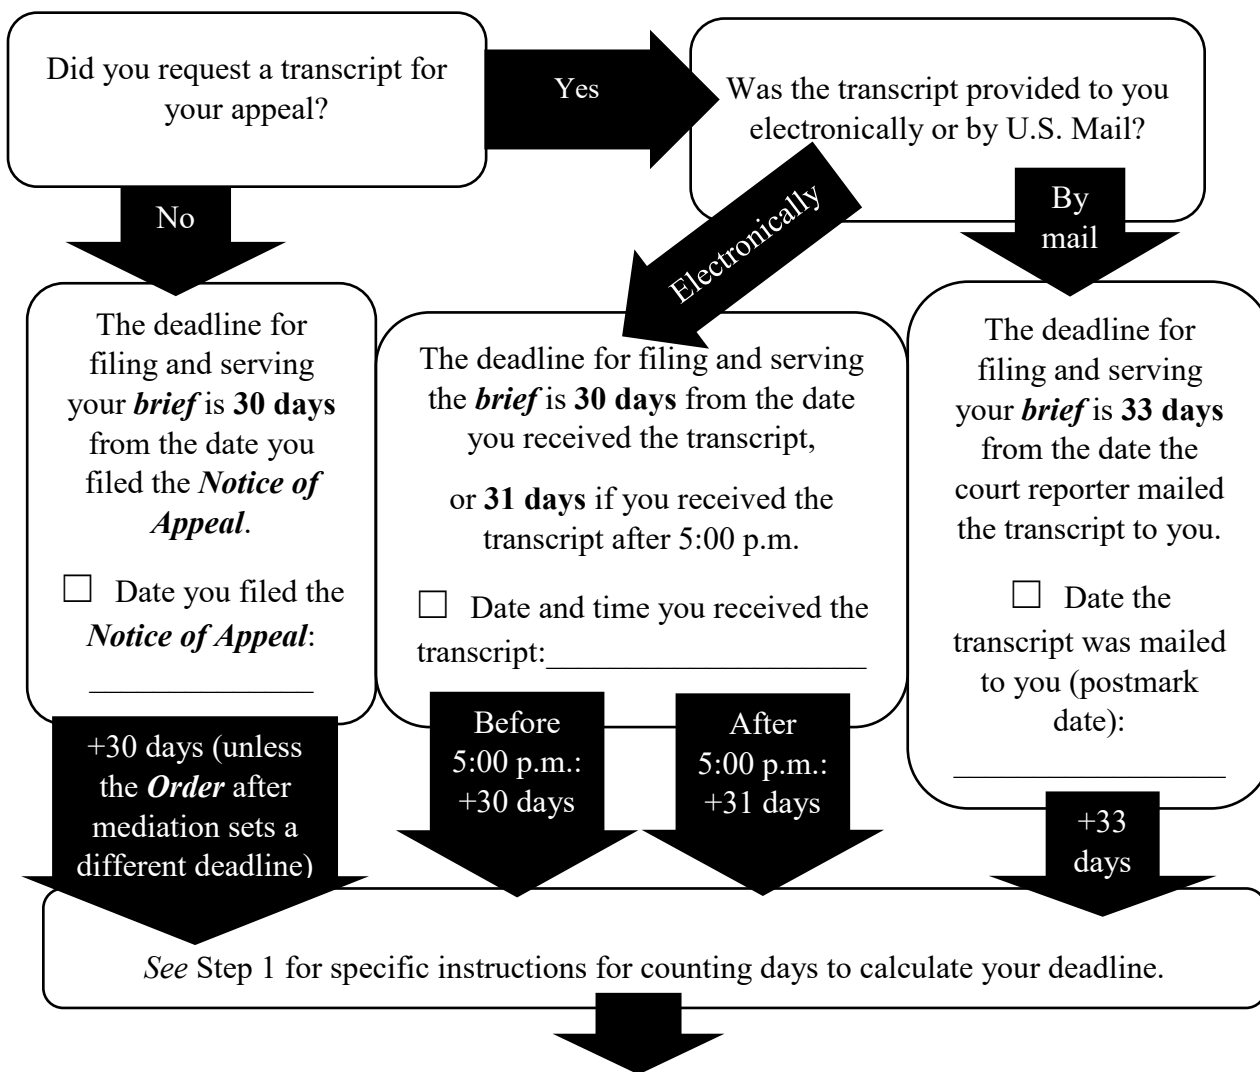 Did you request a transcript for
your appeal?
Yes
Was the transcript provided to you
electronically or by U.S. Mail?
No
Electronically
By
mail
The deadline for
filing and serving
your brief is 30 days
from the date you
filed the Notice of
Appeal.
☐ Date you filed the
Notice of Appeal:
______________
The deadline for filing and serving
the brief is 30 days from the date
you received the transcript,
or 31 days if you received the
transcript after 5:00 p.m.
☐ Date and time you received the
transcript:____________________
The deadline for
filing and serving
your brief is 33 days
from the date the
court reporter mailed
the transcript to you.
☐ Date the
transcript was mailed
to you (postmark
date):
_________________
+30 days (unless
the Order after
mediation sets a
different deadline)
Before
5:00 p.m.:
+30 days
After
5:00 p.m.:
+31 days
+33
days
See Step 1 for specific instructions for counting days to calculate your deadline.